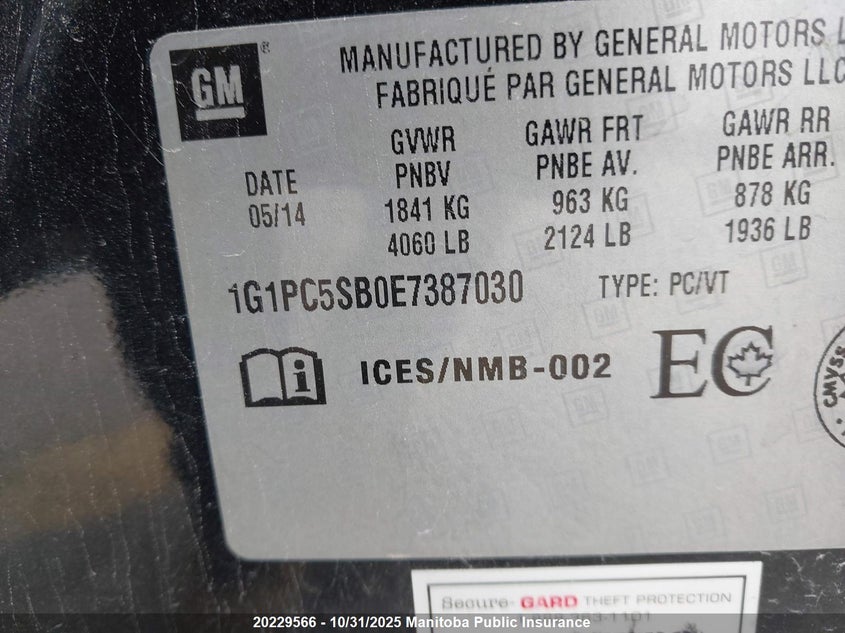 GM ®
MANUFACTURED BY GENERAL MOTORS
FABRIQUÉ PAR GENERAL MOTORS LLC
DATE
05/14
GVWR
PNBV
1841 KG
4060 LB
GAWR FRT
PNBE AV.
963 KG
2124 LB
GAWR RR
PNBE ARR.
878 KG
1936 LB
1G1PC5SB0E7387030 TYPE: PC/VT
i ICES/NMB-002 EC
CMVSS
Secure-GARD THEFT PROTECTION
20229566 - 10/31/2025 Manitoba Public Insurance